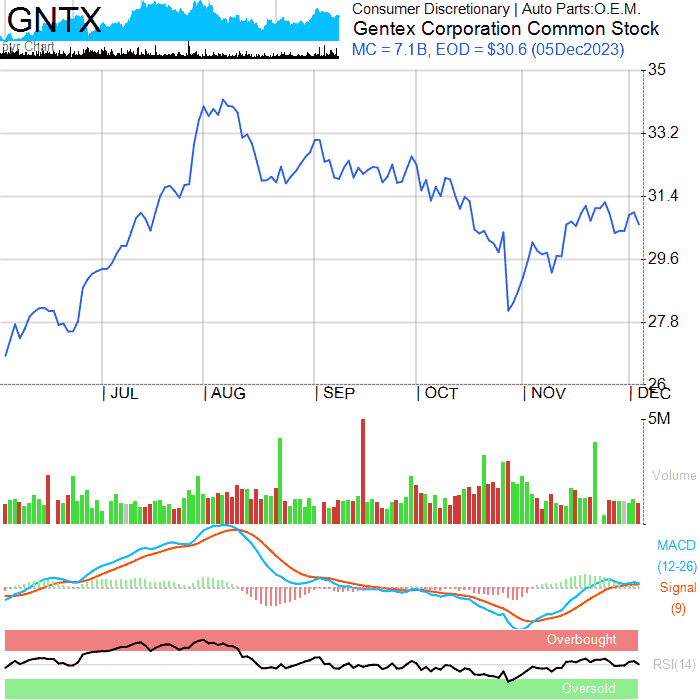 GNTX
Consumer Discretionary | Auto Parts:O.E.M.
Gentex Corporation Common Stock
MC = 7.1B, EOD = $30.6 (05Dec2023)
5yr Chart
35
33.2
31.4
29.6
27.8
26
| JUL | AUG | SEP | OCT | NOV | DEC
5M
Volume
MACD
(12-26)
Signal
(9)
Overbought
RSI(14)
Oversold